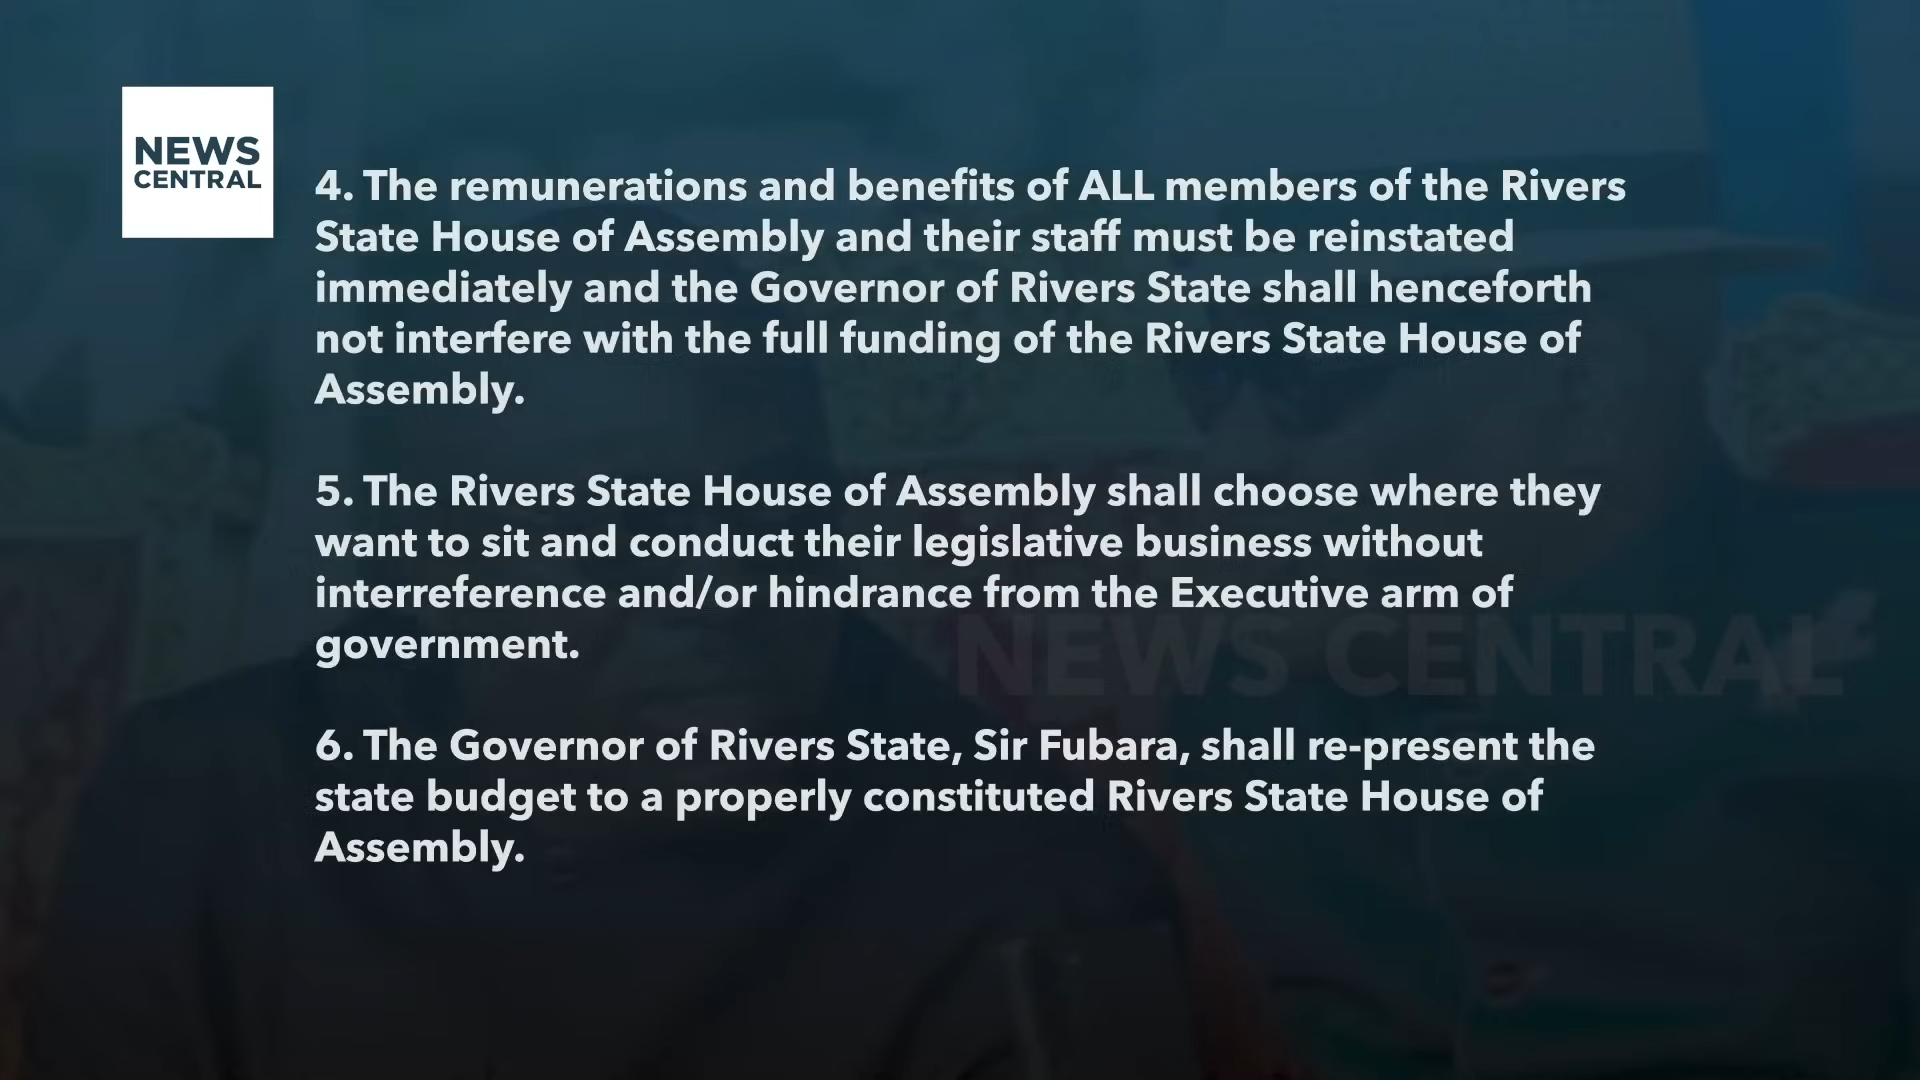 NEWS
CENTRAL
4. The remunerations and benefits of ALL members of the Rivers
State House of Assembly and their staff must be reinstated
immediately and the Governor of Rivers State shall henceforth
not interfere with the full funding of the Rivers State House of
Assembly.
5. The Rivers State House of Assembly shall choose where they
want to sit and conduct their legislative business without
interreference and/or hindrance from the Executive arm of
government.
NEWS CENTRAL
6. The Governor of Rivers State, Sir Fubara, shall re-present the
state budget to a properly constituted Rivers State House of
Assembly.